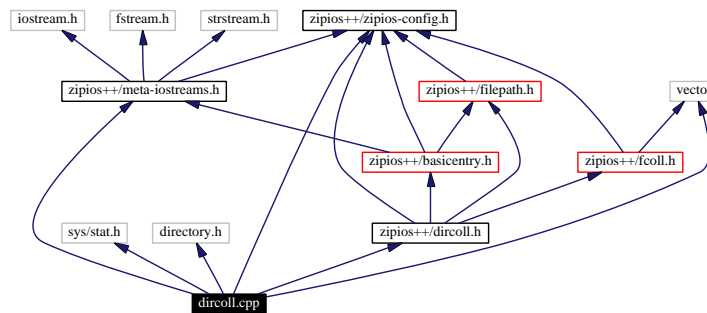 iostream.h
fstream.h
strstream.h
zipios++/zipios-config.h
zipios++/meta-iostreams.h
zipios++/filepath.h
vecto
zipios++/basicentry.h
zipios++/fcoll.h
sys/stat.h
directory.h
zipios++/dircoll.h
dircoll.cpp